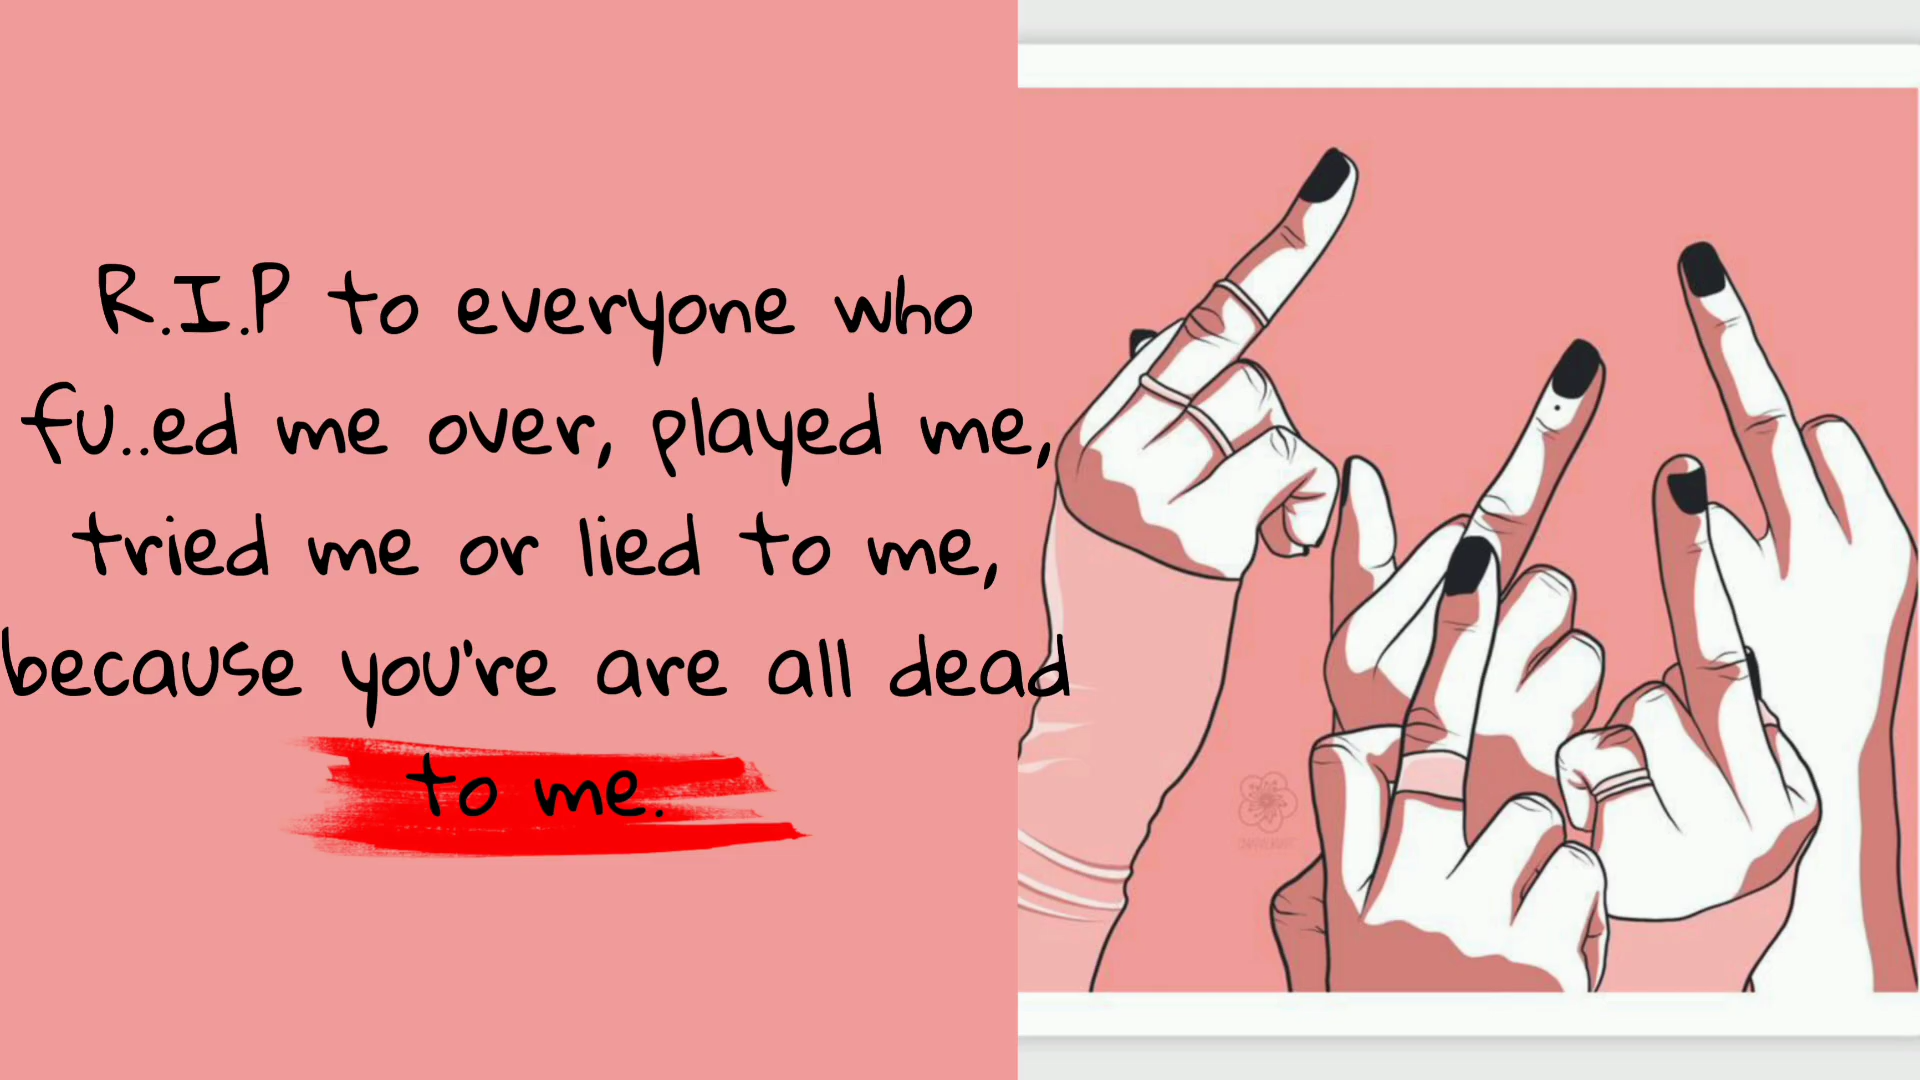 R.I.P to everyone who
fu..ed me over, played me,
tried me or lied to me,
because you're are all dead
to me.